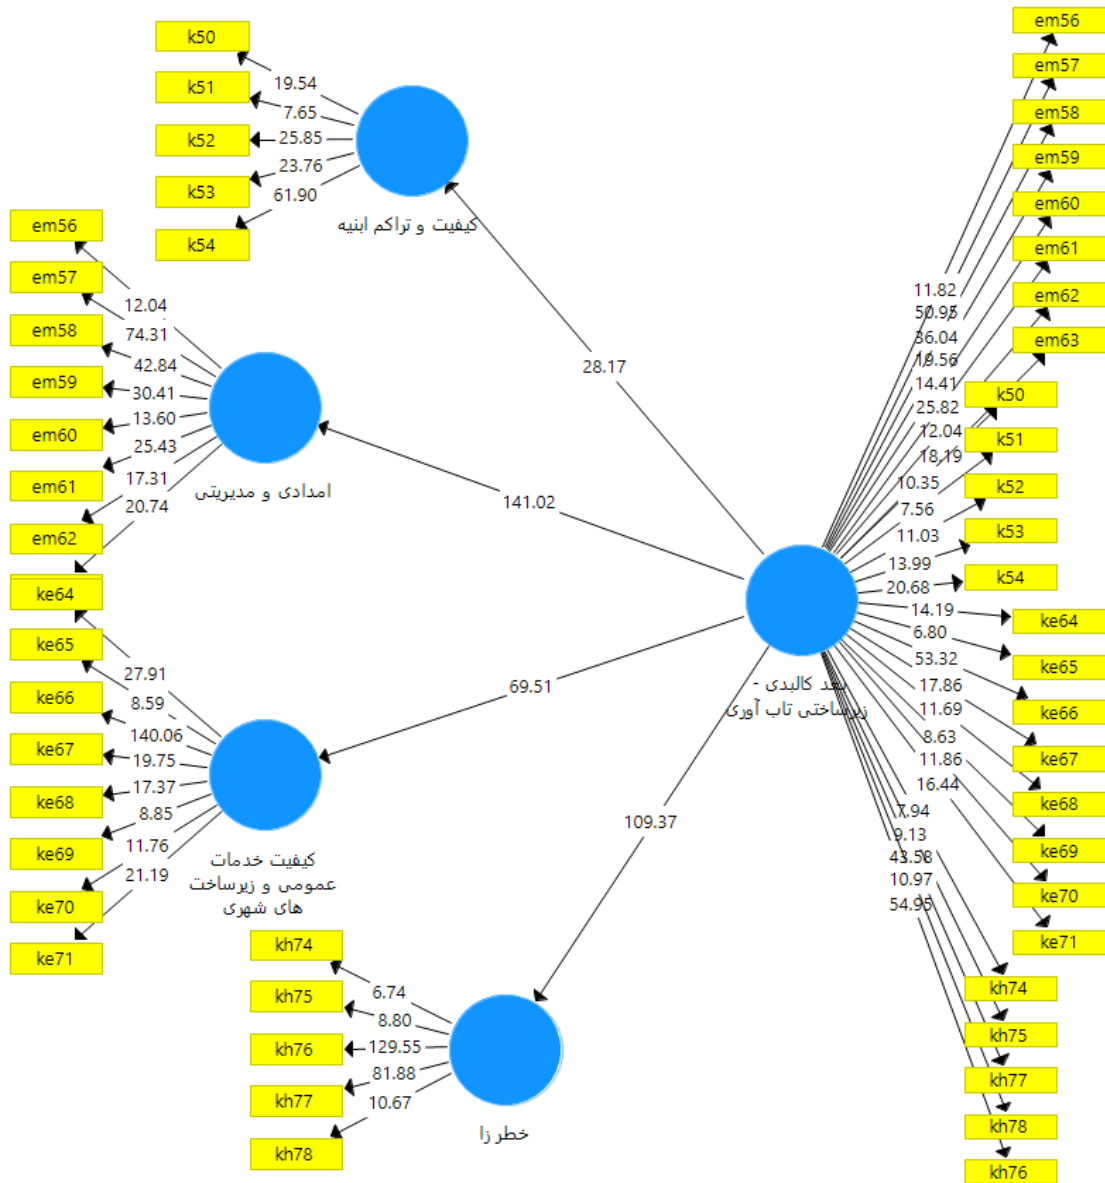 k50
k51
k52
k53
k54
19.54
7.65
25.85
23.76
61.90
کیفیت و تراکم ابنیه
em56
em57
em58
em59
em60
em61
em62
12.04
74.31
42.84
30.41
13.60
25.43
17.31
20.74
امدادی و مدیریتی
ke64
ke65
ke66
ke67
ke68
ke69
ke70
ke71
27.91
8.59
140.06
19.75
17.37
8.85
11.76
21.19
کیفیت خدمات
عمومی و زیرساخت
های شهری
kh74
kh75
kh76
kh77
kh78
6.74
8.80
129.55
81.88
10.67
خطر زا
28.17
141.02
69.51
109.37
بعد کالبدی -
زیرساختی تاب آوری
11.82
50.95
36.04
19.56
14.41
25.82
12.04
18.19
10.35
7.56
11.03
13.99
20.68
14.19
6.80
53.32
17.86
11.69
8.63
11.86
16.44
7.94
9.13
43.58
10.97
54.95
em56
em57
em58
em59
em60
em61
em62
em63
k50
k51
k52
k53
k54
ke64
ke65
ke66
ke67
ke68
ke69
ke70
ke71
kh74
kh75
kh77
kh78
kh76